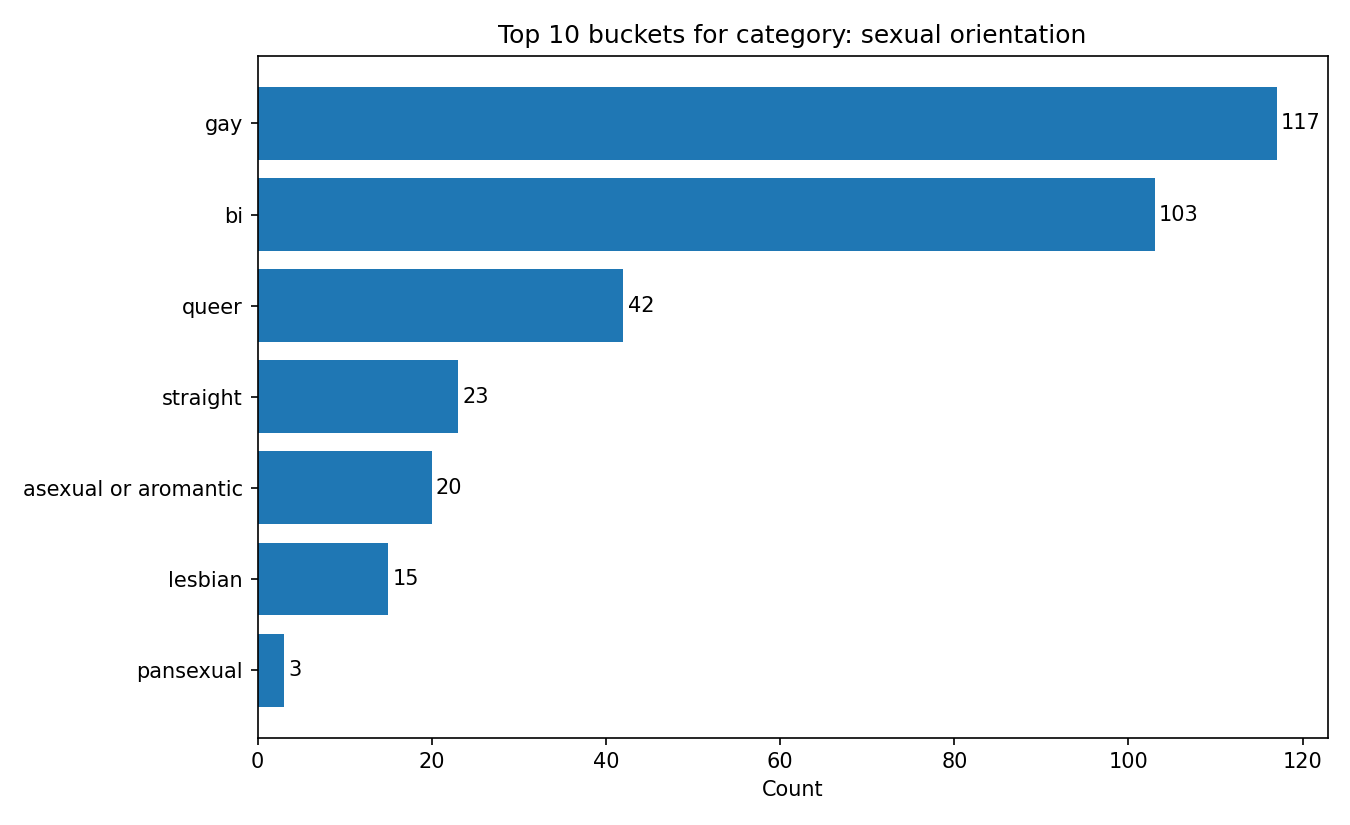 Top 10 buckets for category: sexual orientation
gay 117
bi 103
queer 42
straight 23
asexual or aromantic 20
lesbian 15
pansexual 3
0 20 40 60 80 100 120
Count